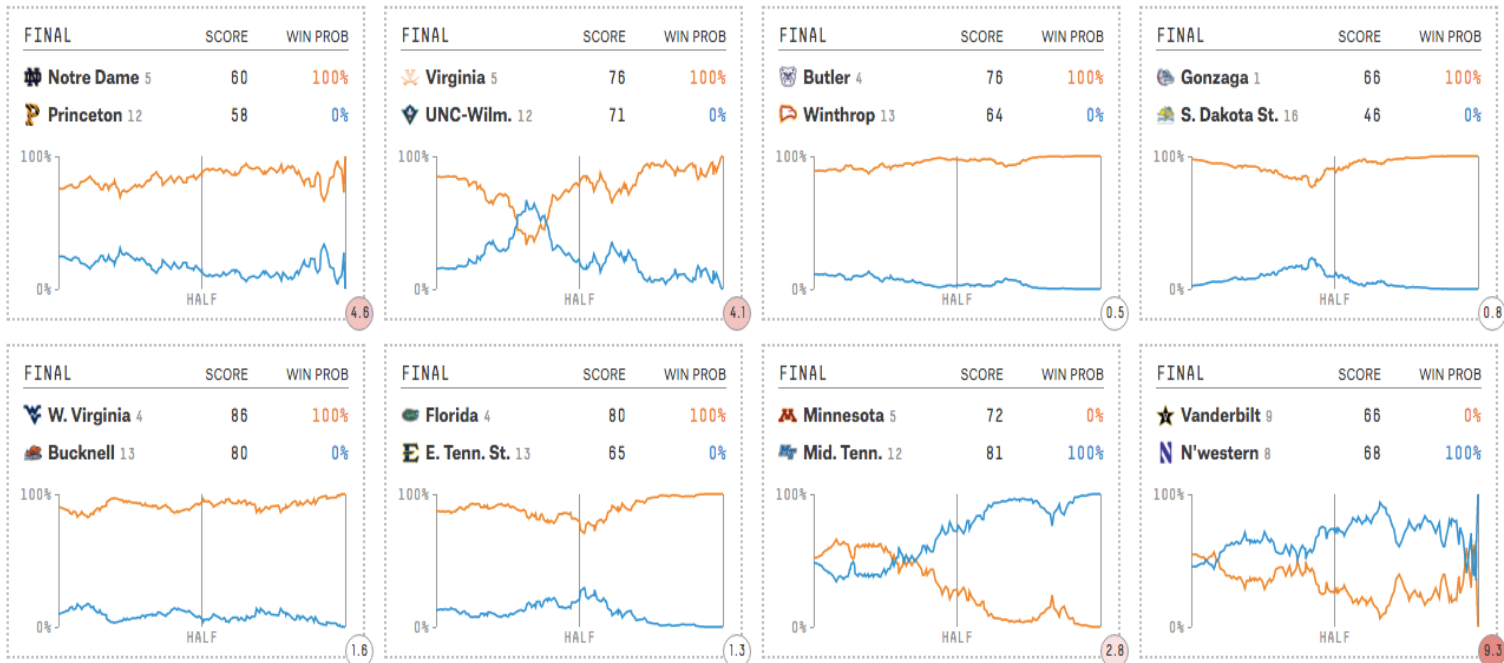 FINAL SCORE WIN PROB
Notre Dame 5 60 100%
Princeton 12 58 0%
100%
0%
HALF
4.6
FINAL SCORE WIN PROB
Virginia 5 76 100%
UNC-Wilm. 12 71 0%
100%
0%
HALF
4.1
FINAL SCORE WIN PROB
Butler 4 76 100%
Winthrop 13 64 0%
100%
0%
HALF
0.5
FINAL SCORE WIN PROB
Gonzaga 1 66 100%
S. Dakota St. 16 46 0%
100%
0%
HALF
0.8
FINAL SCORE WIN PROB
W. Virginia 4 86 100%
Bucknell 13 80 0%
100%
0%
HALF
1.6
FINAL SCORE WIN PROB
Florida 4 80 100%
E. Tenn. St. 13 65 0%
100%
0%
HALF
1.3
FINAL SCORE WIN PROB
Minnesota 5 72 0%
Mid. Tenn. 12 81 100%
100%
0%
HALF
2.8
FINAL SCORE WIN PROB
Vanderbilt 9 66 0%
N'western 8 68 100%
100%
0%
HALF
9.3